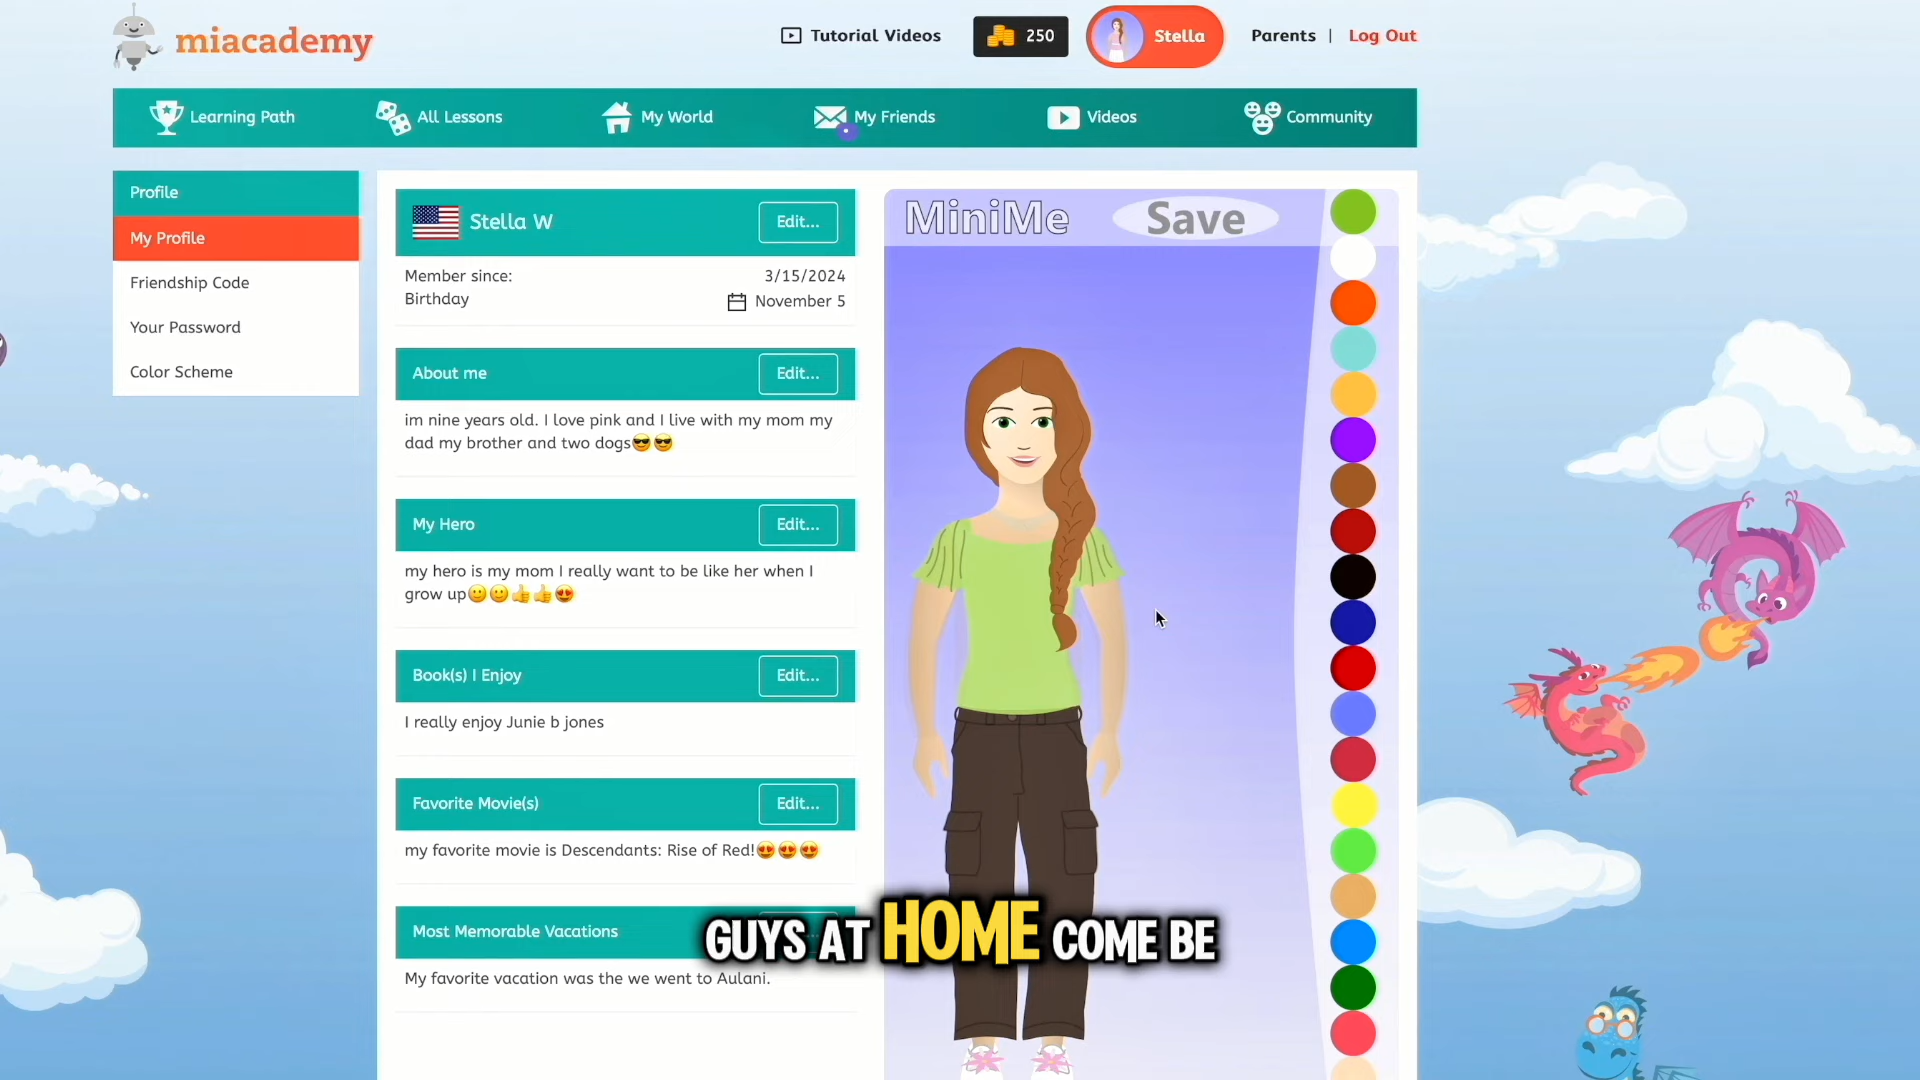 miacademy
Tutorial Videos
250
Stella
Parents | Log Out
Learning Path
All Lessons
My World
My Friends
Videos
Community
Profile
My Profile
Friendship Code
Your Password
Color Scheme
Stella W
Edit...
Member since: 3/15/2024
Birthday November 5
About me
Edit...
im nine years old. I love pink and I live with my mom my
dad my brother and two dogs😎😎
My Hero
Edit...
my hero is my mom I really want to be like her when I
grow up🙂🙂👍👍😍
Book(s) I Enjoy
Edit...
I really enjoy Junie b jones
Favorite Movie(s)
Edit...
my favorite movie is Descendants: Rise of Red!😍😍😍
Most Memorable Vacations
My favorite vacation was the we went to Aulani.
MiniMe
Save
GUYS AT HOME COME BE